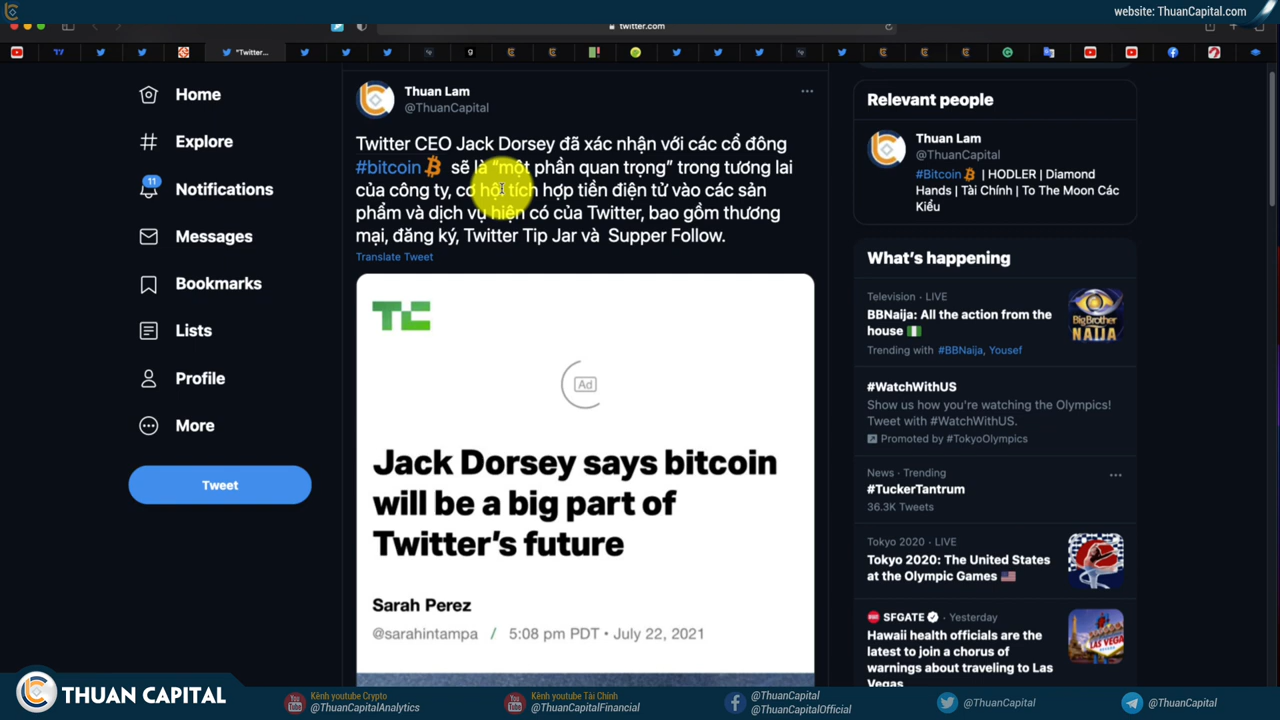 website: ThuanCapital.com
twitter.com
"Twitter...
Home
Explore
11
Notifications
Messages
Bookmarks
Lists
Profile
More
Tweet
Thuan Lam
@ThuanCapital
Twitter CEO Jack Dorsey đã xác nhận với các cổ đông
#bitcoin sẽ là “một phần quan trọng” trong tương lai
của công ty, cơ hội tích hợp tiền điện tử vào các sản
phẩm và dịch vụ hiện có của Twitter, bao gồm thương
mại, đăng ký, Twitter Tip Jar và Supper Follow.
Translate Tweet
TC
Ad
Jack Dorsey says bitcoin
will be a big part of
Twitter’s future
Sarah Perez
@sarahintampa / 5:08 pm PDT • July 22, 2021
Relevant people
Thuan Lam
@ThuanCapital
#Bitcoin | HODLER | Diamond
Hands | Tài Chính | To The Moon Các
Kiểu
What’s happening
Television · LIVE
BBNaija: All the action from the
house
Trending with #BBNaija, Yousef
BIG BROTHER
NAIJA
#WatchWithUS
Show us how you're watching the Olympics!
Tweet with #WatchWithUS.
Promoted by #TokyoOlympics
News · Trending
#TuckerTantrum
36.3K Tweets
Tokyo 2020 · LIVE
Tokyo 2020: The United States
at the Olympic Games
SFGATE · Yesterday
Hawaii health officials are the
latest to join a chorus of
warnings about traveling to Las
Vegas
THUAN CAPITAL
Kênh youtube Crypto
@ThuanCapitalAnalytics
Kênh youtube Tài Chính
@ThuanCapitalFinancial
@ThuanCapital
@ThuanCapitalOfficial
@ThuanCapital
@ThuanCapital